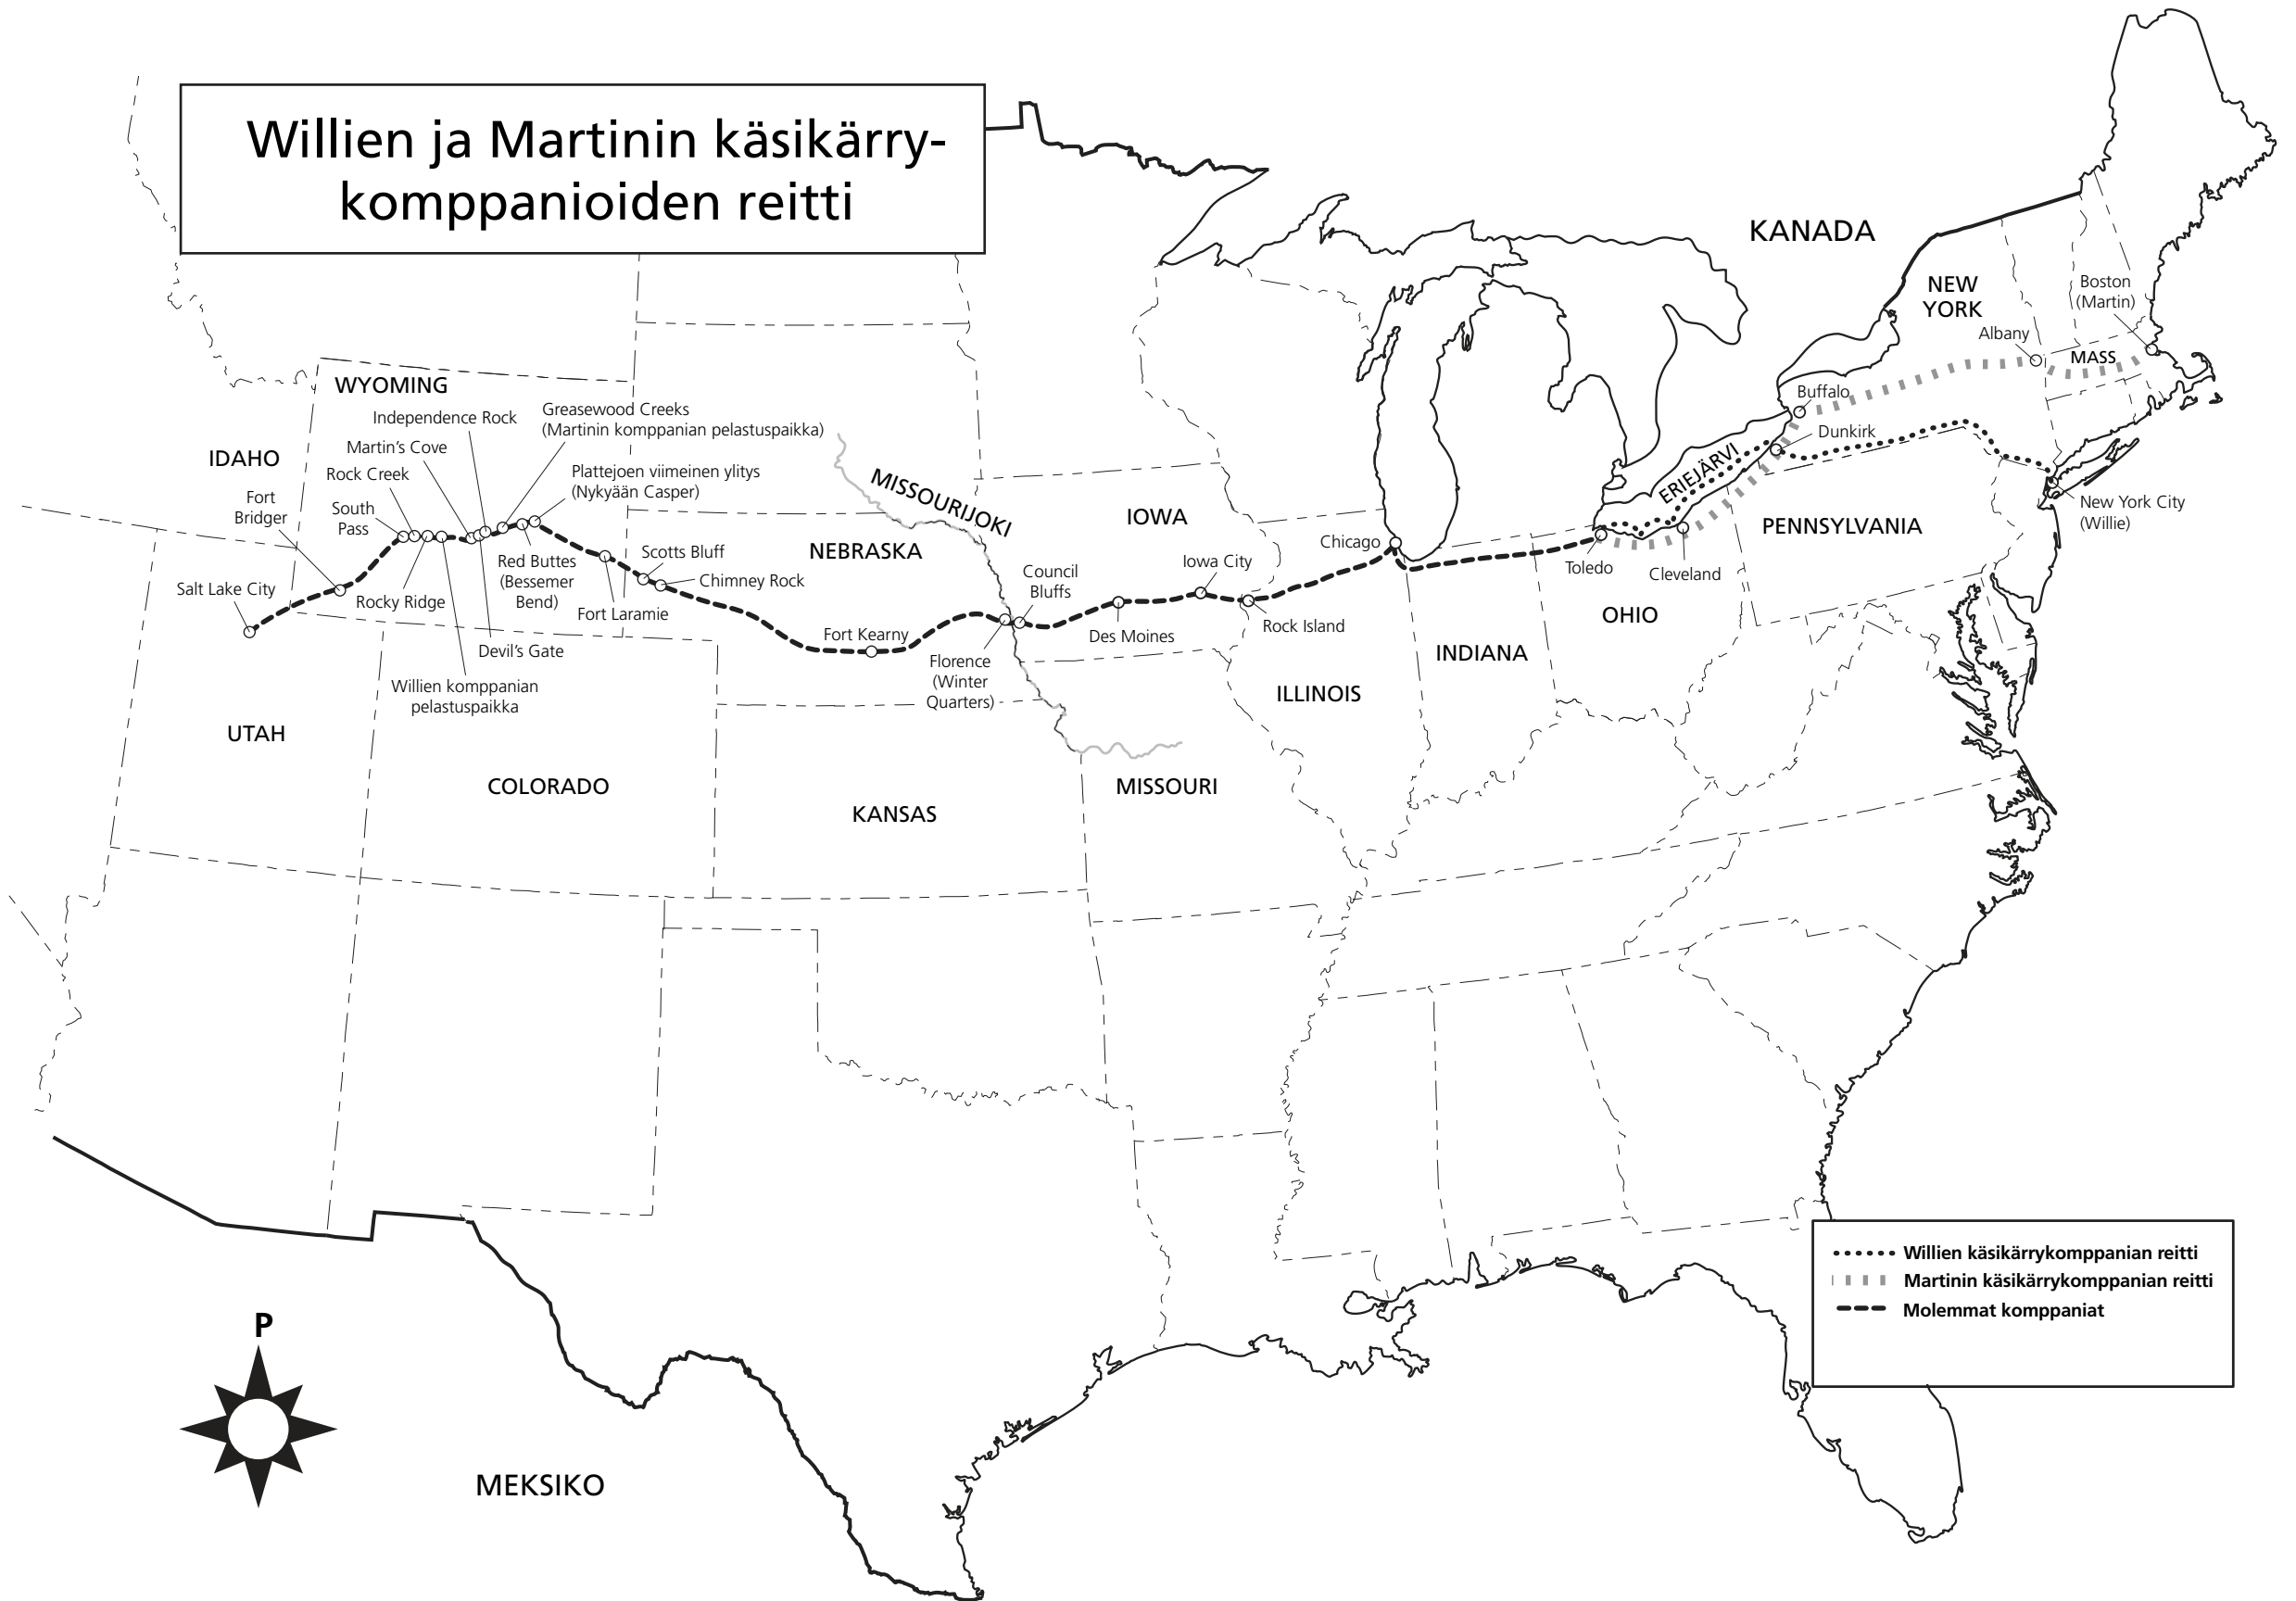 Willien ja Martinin käsikärry-
komppanioiden reitti
KANADA
NEW
YORK
Boston
(Martin)
Albany
MASS
WYOMING
Independence Rock
Greasewood Creeks
(Martinin komppanian pelastuspaikka)
Buffalo
Dunkirk
Martin's Cove
IDAHO
Rock Creek
Plattejoen viimeinen ylitys
(Nykyään Casper)
MISSOURIJOKI
ERIEJÄRVI
Fort
Bridger
South
Pass
IOWA
New York City
(Willie)
PENNSYLVANIA
NEBRASKA
Chicago
Scotts Bluff
Red Buttes
(Bessemer
Bend)
Chimney Rock
Iowa City
Council
Bluffs
Toledo
Cleveland
Salt Lake City
Rocky Ridge
Fort Laramie
OHIO
Fort Kearny
Des Moines
Rock Island
Devil's Gate
INDIANA
Florence
(Winter
Quarters)
Willien komppanian
pelastuspaikka
ILLINOIS
UTAH
COLORADO
MISSOURI
KANSAS
Willien käsikärrykomppanian reitti
Martinin käsikärrykomppanian reitti
Molemmat komppaniat
P
MEKSIKO